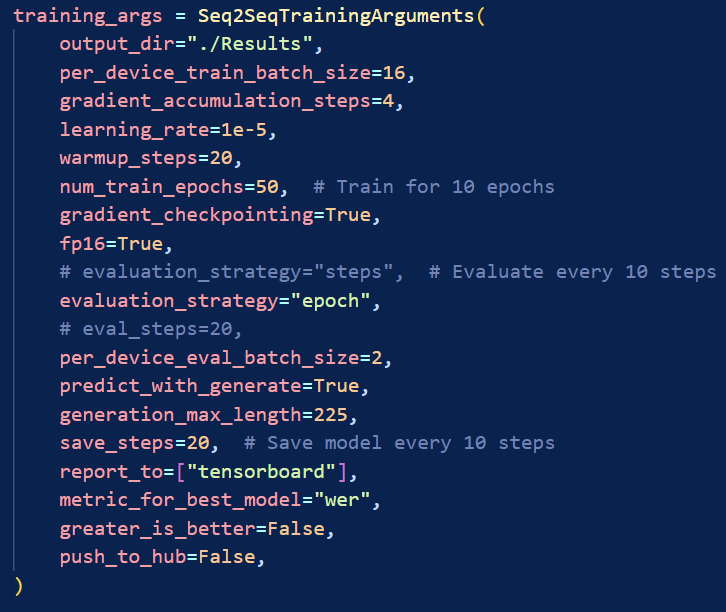 training_args = Seq2SeqTrainingArguments(
    output_dir="./Results",
    per_device_train_batch_size=16,
    gradient_accumulation_steps=4,
    learning_rate=1e-5,
    warmup_steps=20,
    num_train_epochs=50,  # Train for 10 epochs
    gradient_checkpointing=True,
    fp16=True,
    # evaluation_strategy="steps",  # Evaluate every 10 steps
    evaluation_strategy="epoch",
    # eval_steps=20,
    per_device_eval_batch_size=2,
    predict_with_generate=True,
    generation_max_length=225,
    save_steps=20,  # Save model every 10 steps
    report_to=["tensorboard"],
    metric_for_best_model="wer",
    greater_is_better=False,
    push_to_hub=False,
)